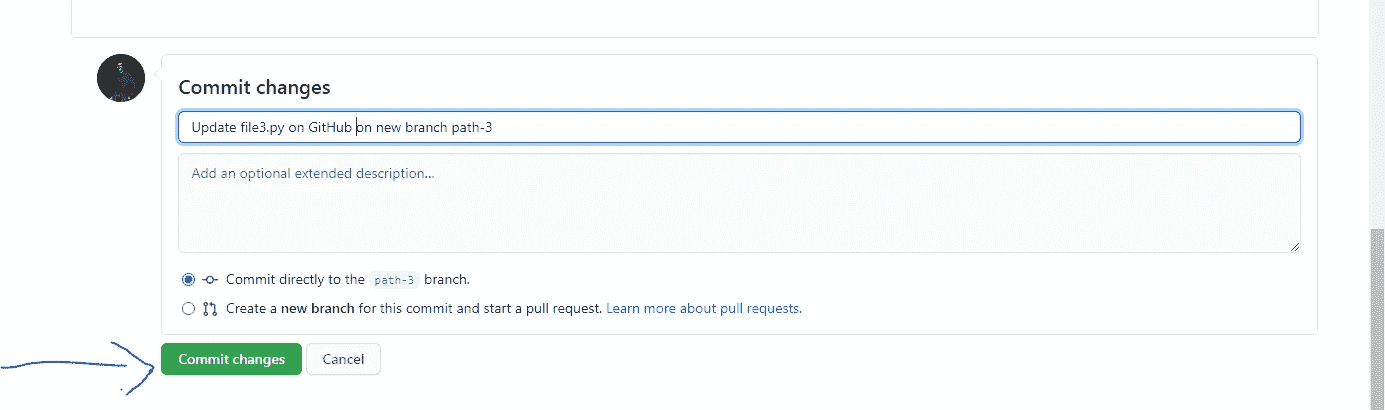 Commit changes
Update file3.py on GitHub on new branch path-3
Add an optional extended description...
Commit directly to the path-3 branch.
Create a new branch for this commit and start a pull request. Learn more about pull requests.
Commit changes Cancel